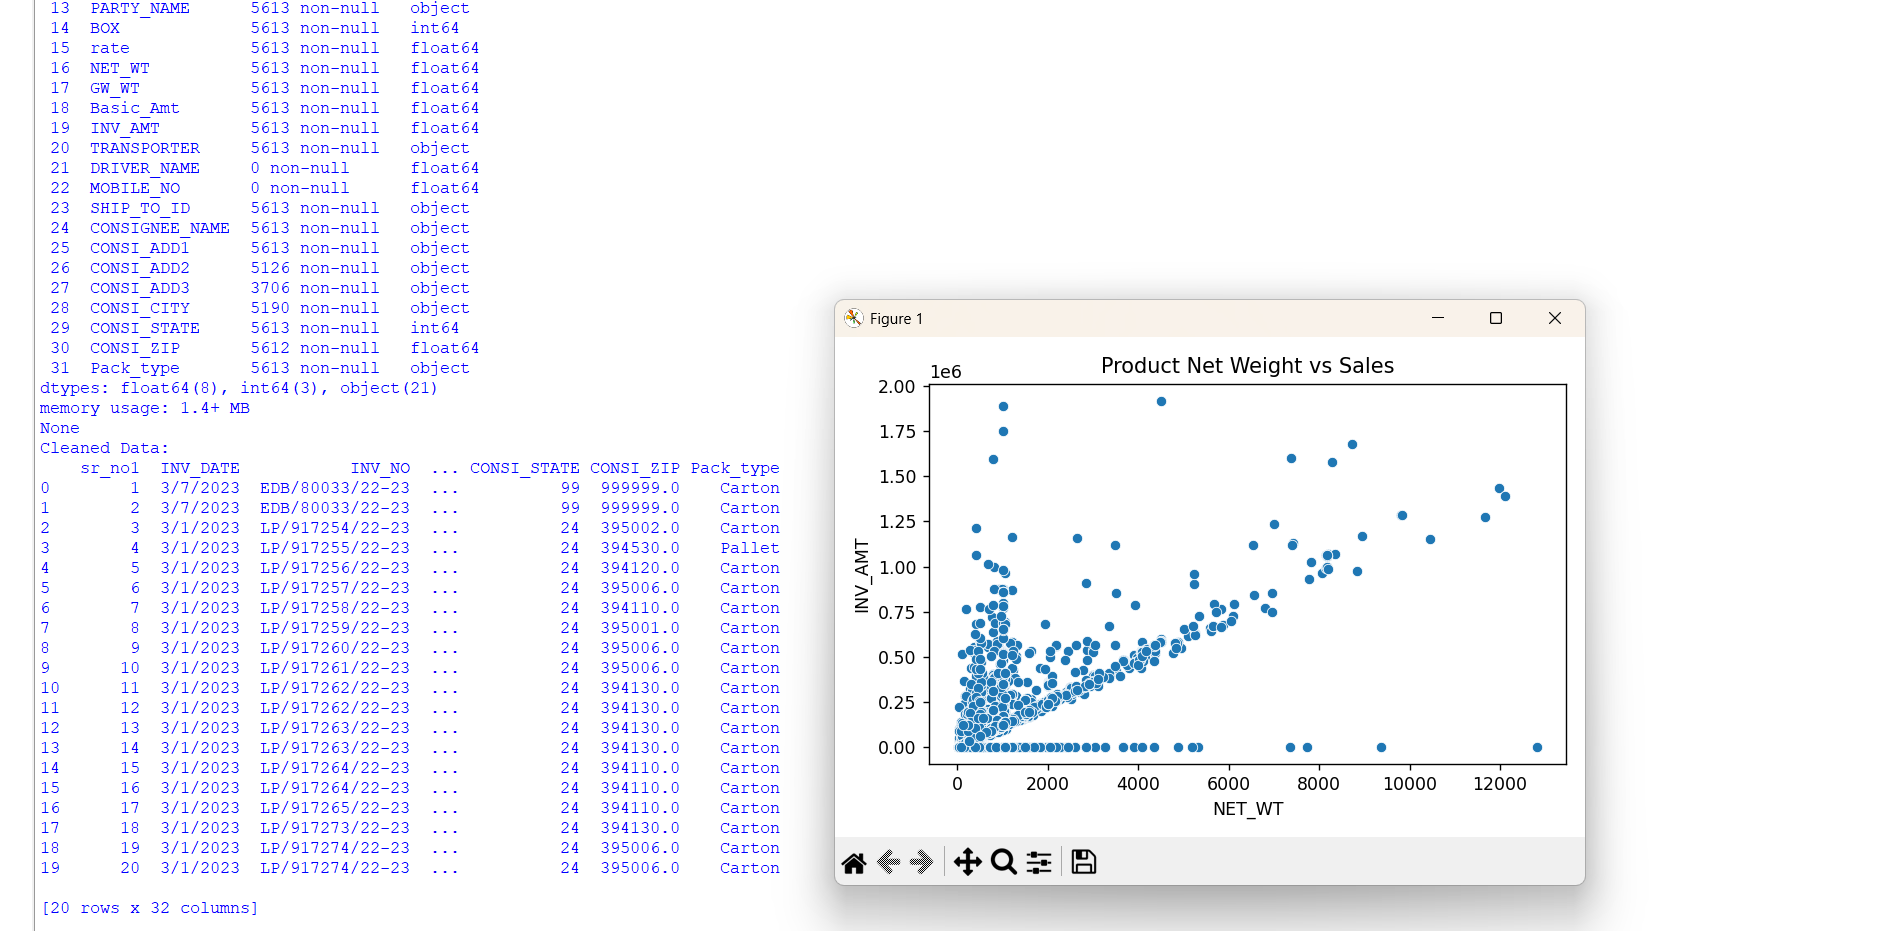 13  PARTY_NAME      5613 non-null   object
14  BOX             5613 non-null   int64
15  rate            5613 non-null   float64
16  NET_WT          5613 non-null   float64
17  GW_WT           5613 non-null   float64
18  Basic_Amt       5613 non-null   float64
19  INV_AMT         5613 non-null   float64
20  TRANSPORTER     5613 non-null   object
21  DRIVER_NAME     0 non-null      float64
22  MOBILE_NO       0 non-null      float64
23  SHIP_TO_ID      5613 non-null   object
24  CONSIGNEE_NAME  5613 non-null   object
25  CONSI_ADD1      5613 non-null   object
26  CONSI_ADD2      5126 non-null   object
27  CONSI_ADD3      3706 non-null   object
28  CONSI_CITY      5190 non-null   object
29  CONSI_STATE     5613 non-null   int64
30  CONSI_ZIP       5612 non-null   float64
31  Pack_type       5613 non-null   object
dtypes: float64(8), int64(3), object(21)
memory usage: 1.4+ MB
None
Cleaned Data:
sr_no1  INV_DATE           INV_NO  ... CONSI_STATE CONSI_ZIP Pack_type
0        1  3/7/2023  EDB/80033/22-23  ...          99  999999.0    Carton
1        2  3/7/2023  EDB/80033/22-23  ...          99  999999.0    Carton
2        3  3/1/2023  LP/917254/22-23  ...          24  395002.0    Carton
3        4  3/1/2023  LP/917255/22-23  ...          24  394530.0    Pallet
4        5  3/1/2023  LP/917256/22-23  ...          24  394120.0    Carton
5        6  3/1/2023  LP/917257/22-23  ...          24  395006.0    Carton
6        7  3/1/2023  LP/917258/22-23  ...          24  394110.0    Carton
7        8  3/1/2023  LP/917259/22-23  ...          24  395001.0    Carton
8        9  3/1/2023  LP/917260/22-23  ...          24  395006.0    Carton
9       10  3/1/2023  LP/917261/22-23  ...          24  395006.0    Carton
10      11  3/1/2023  LP/917262/22-23  ...          24  394130.0    Carton
11      12  3/1/2023  LP/917262/22-23  ...          24  394130.0    Carton
12      13  3/1/2023  LP/917263/22-23  ...          24  394130.0    Carton
13      14  3/1/2023  LP/917263/22-23  ...          24  394130.0    Carton
14      15  3/1/2023  LP/917264/22-23  ...          24  394110.0    Carton
15      16  3/1/2023  LP/917264/22-23  ...          24  394110.0    Carton
16      17  3/1/2023  LP/917265/22-23  ...          24  394110.0    Carton
17      18  3/1/2023  LP/917273/22-23  ...          24  394130.0    Carton
18      19  3/1/2023  LP/917274/22-23  ...          24  395006.0    Carton
19      20  3/1/2023  LP/917274/22-23  ...          24  395006.0    Carton
[20 rows x 32 columns]
Figure 1
Product Net Weight vs Sales
1e6
2.00
1.75
1.50
1.25
1.00
0.75
0.50
0.25
0.00
INV_AMT
0 2000 4000 6000 8000 10000 12000
NET_WT